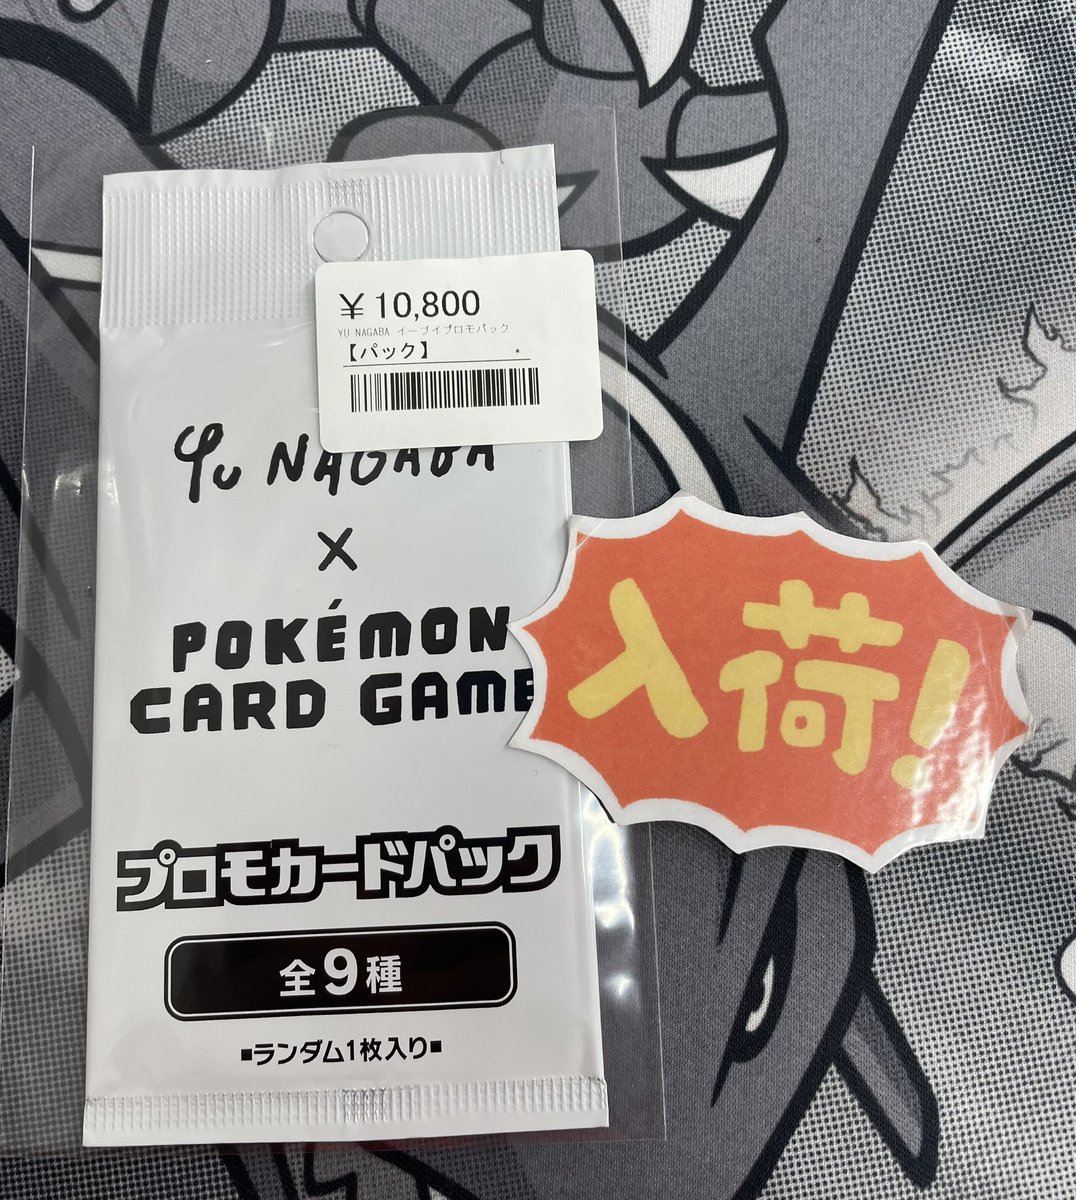 ￥10,800
YU NAGABA イーブイプロモパック
【パック】
YU NAGABA
×
POKÉMON
CARD GAME
入荷!
プロモカードパック
全9種
■ランダム1枚入り■